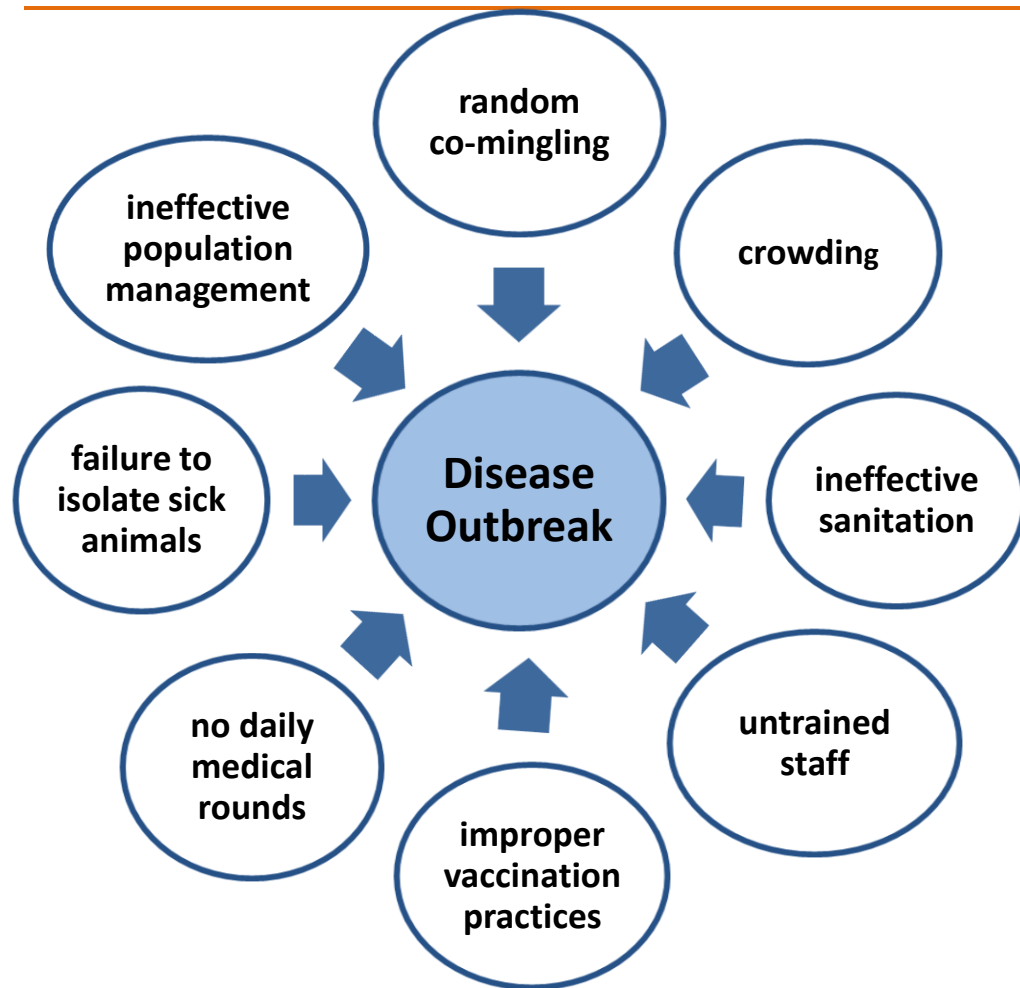 random
co-mingling
crowding
ineffective
sanitation
untrained
staff
improper
vaccination
practices
no daily
medical
rounds
failure to
isolate sick
animals
ineffective
population
management
Disease
Outbreak